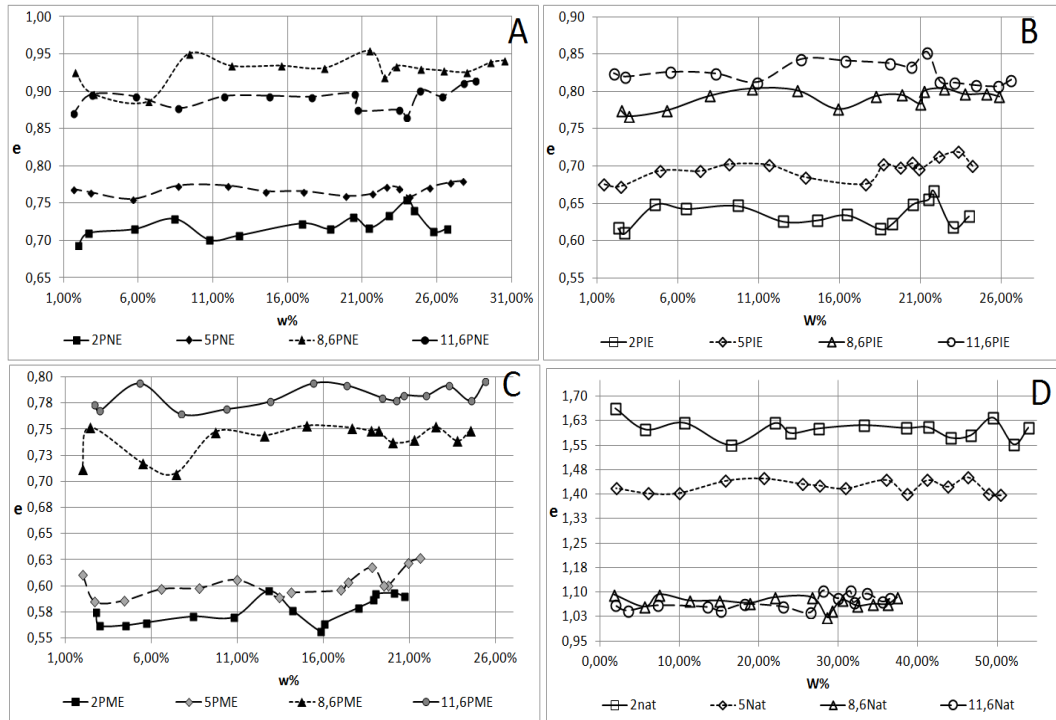 A
1,00
0,95
0,90
0,85
e
0,80
0,75
0,70
0,65
1,00% 6,00% 11,00% 16,00% 21,00% 26,00% 31,00%
w%
2PNE 5PNE 8,6PNE 11,6PNE
B
0,90
0,85
0,80
e
0,75
0,70
0,65
0,60
0,55
1,00% 6,00% 11,00% 16,00% 21,00% 26,00%
W%
2PIE 5PIE 8,6PIE 11,6PIE
C
0,80
0,78
0,75
0,73
0,70
0,68
e
0,65
0,63
0,60
0,58
0,55
1,00% 6,00% 11,00% 16,00% 21,00% 26,00%
w%
2PME 5PME 8,6PME 11,6PME
D
1,70
1,63
1,55
1,48
1,40
e
1,33
1,25
1,18
1,10
1,03
0,95
0,00% 10,00% 20,00% 30,00% 40,00% 50,00%
W%
2nat 5Nat 8,6Nat 11,6Nat